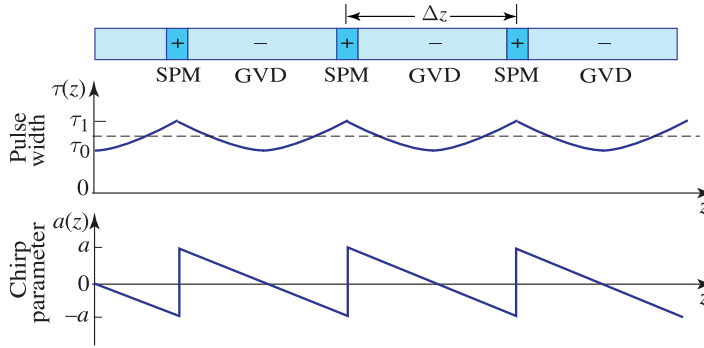 Δz
+ − + − + −
SPM GVD SPM GVD SPM GVD
τ(z)
τ₁
τ₀
0
Pulse
width
z
a(z)
a
0
−a
Chirp
parameter
z